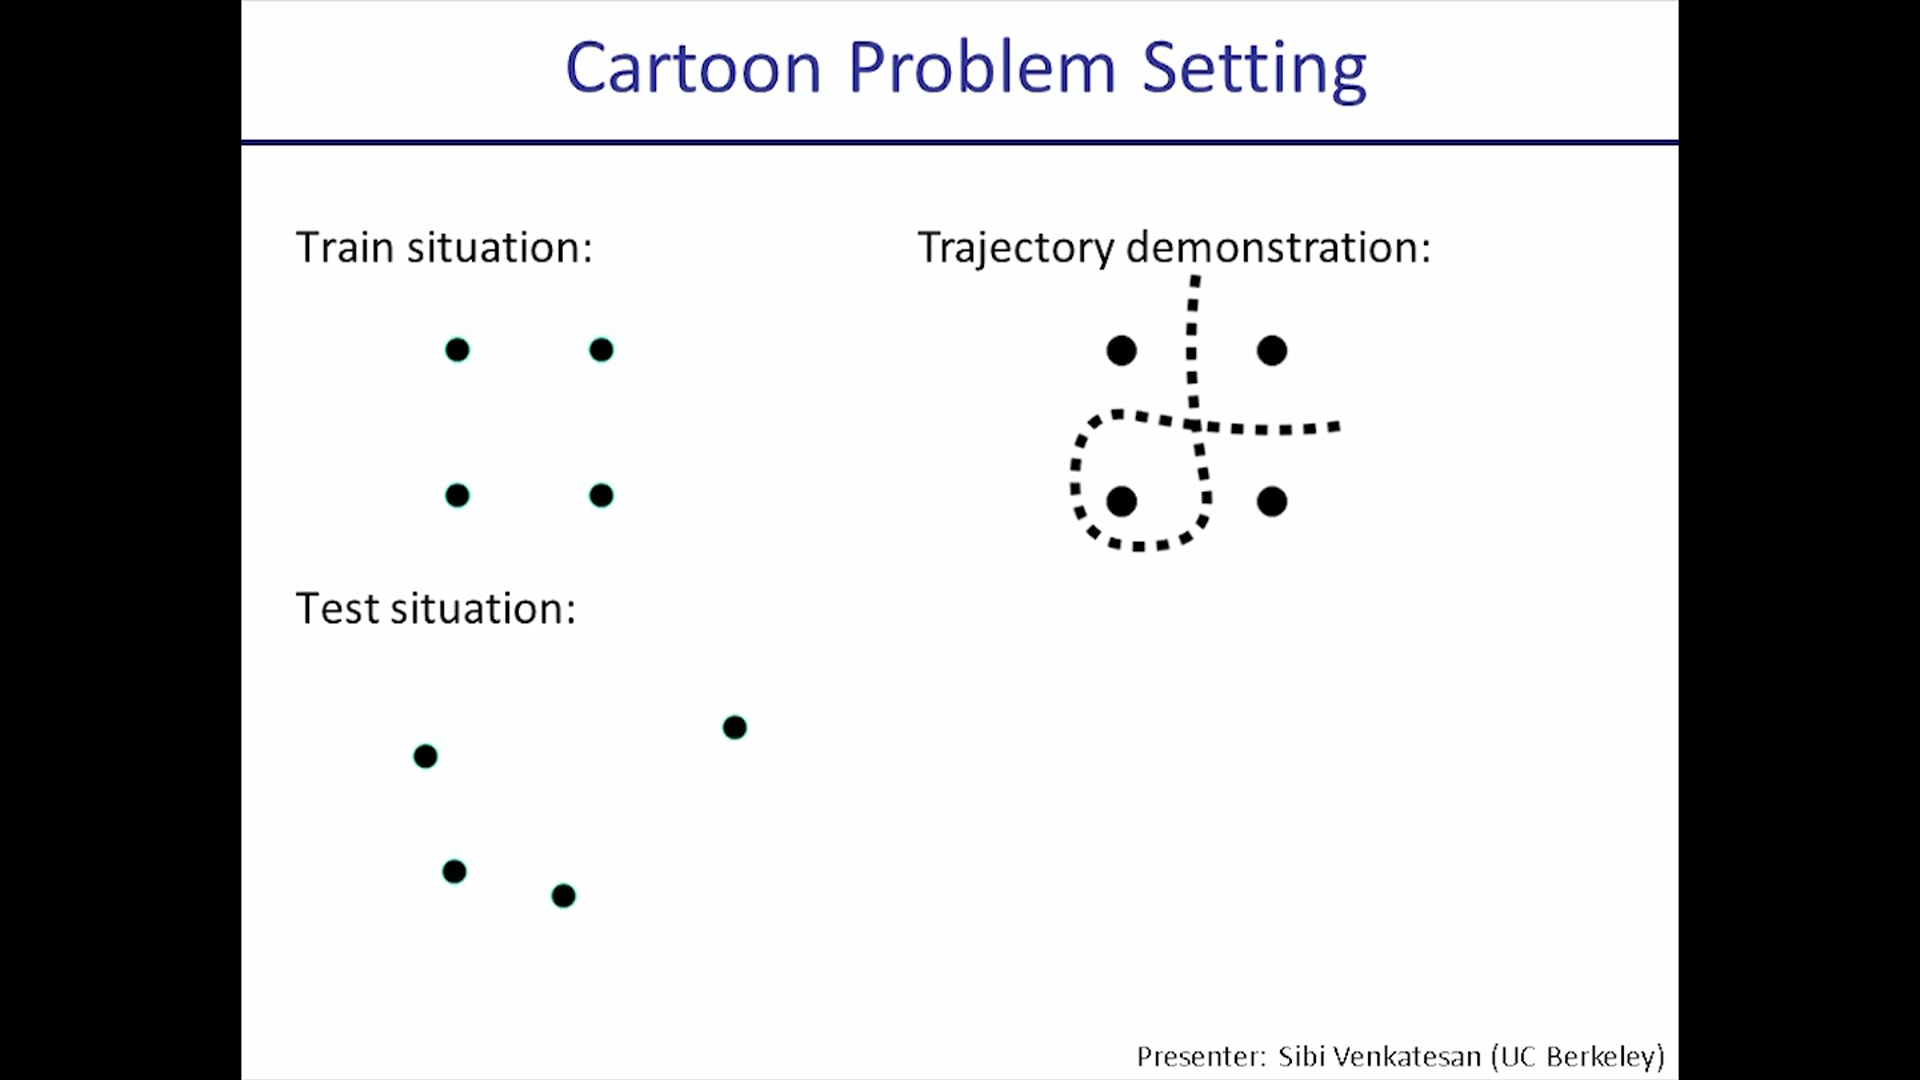 Cartoon Problem Setting
Train situation:
Trajectory demonstration:
Test situation:
Presenter: Sibi Venkatesan (UC Berkeley)